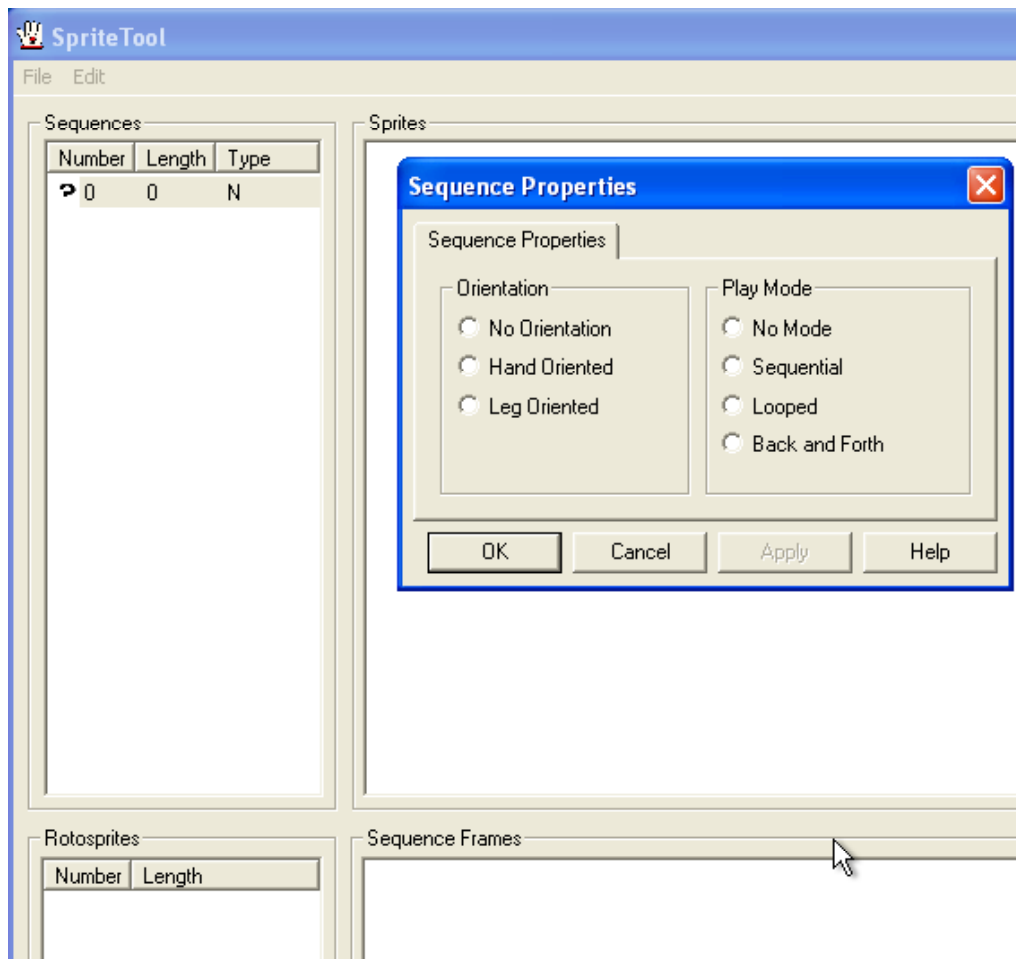 SpriteTool
File Edit
Sequences
Number Length Type
? 0 0 N
Sprites
Sequence Properties
Sequence Properties
Orientation
No Orientation
Hand Oriented
Leg Oriented
Play Mode
No Mode
Sequential
Looped
Back and Forth
OK Cancel Apply Help
Rotosprites
Number Length
Sequence Frames